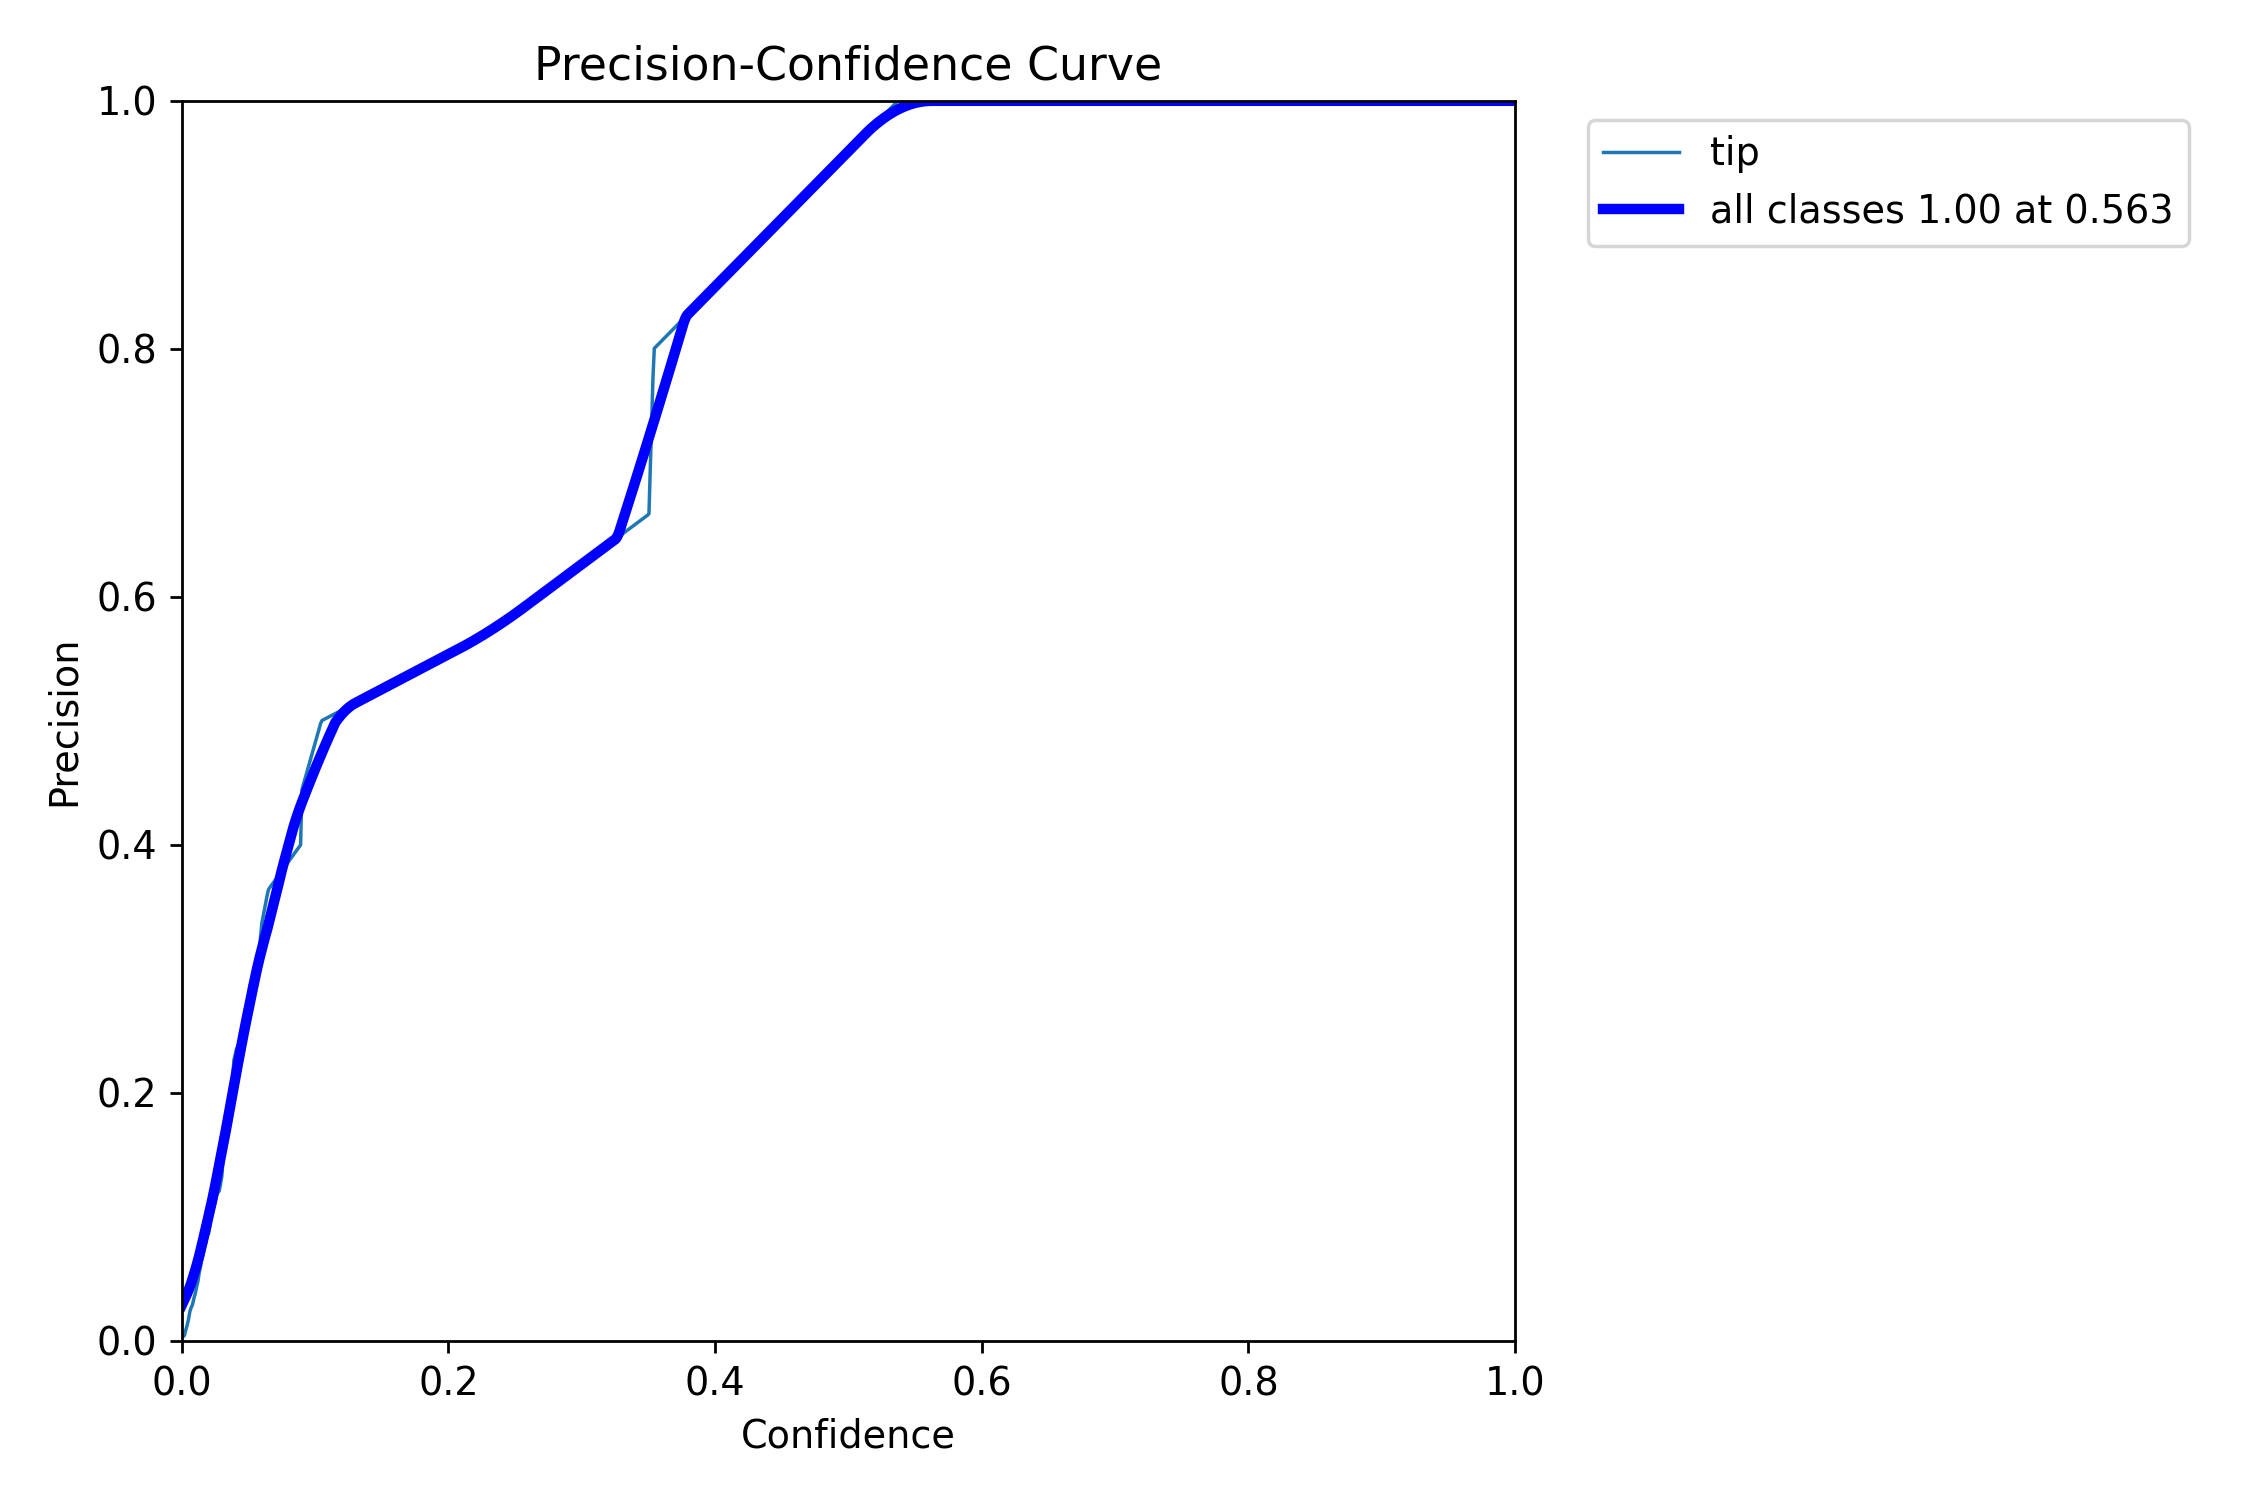 Precision-Confidence Curve
1.0
0.8
0.6
0.4
0.2
0.0
Precision
0.0 0.2 0.4 0.6 0.8 1.0
Confidence
tip
all classes 1.00 at 0.563